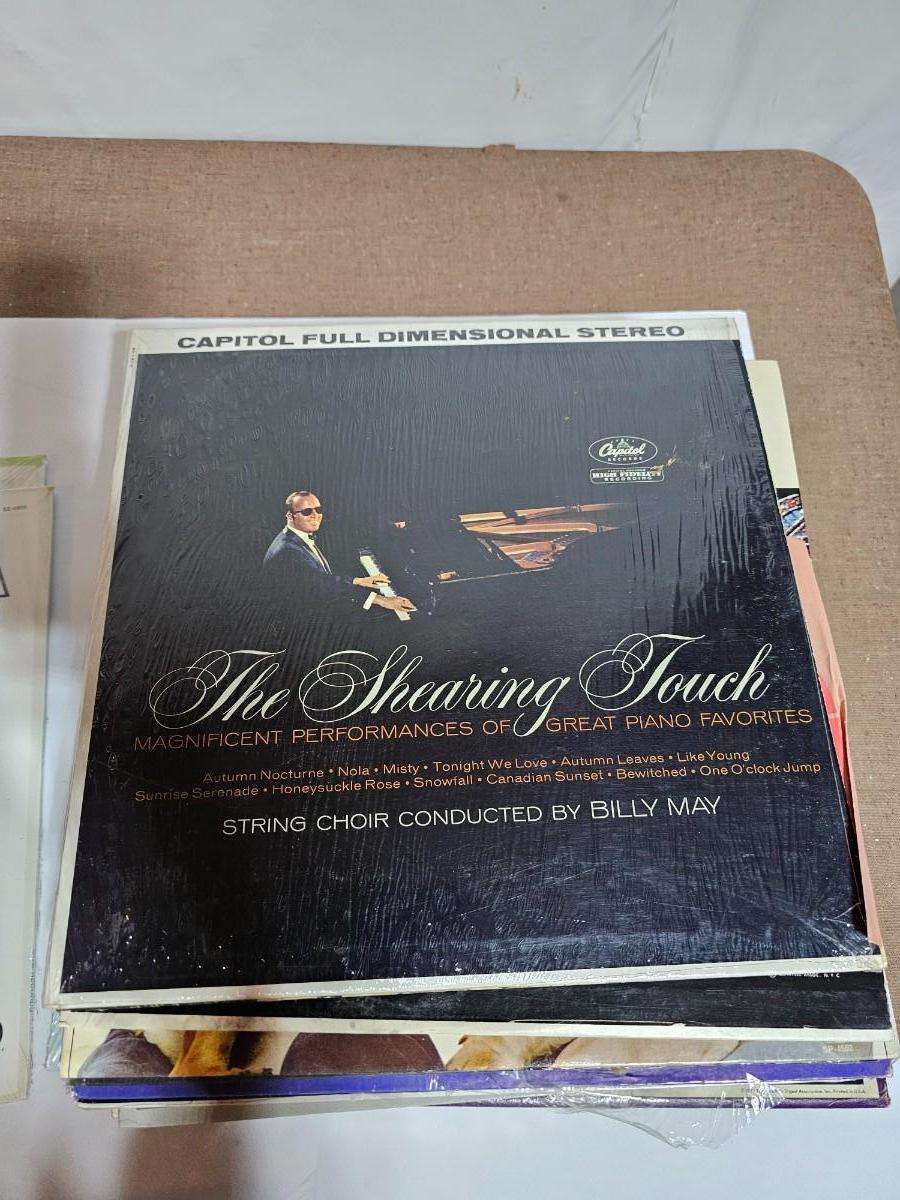 CAPITOL FULL DIMENSIONAL STEREO
Capitol
RECORDS
HIGH FIDELITY
RECORDING
The Shearing Touch
MAGNIFICENT PERFORMANCES OF GREAT PIANO FAVORITES
Autumn Nocturne • Nola • Misty • Tonight We Love • Autumn Leaves • Like Young
Sunrise Serenade • Honeysuckle Rose • Snowfall • Canadian Sunset • Bewitched • One O'clock Jump
STRING CHOIR CONDUCTED BY BILLY MAY